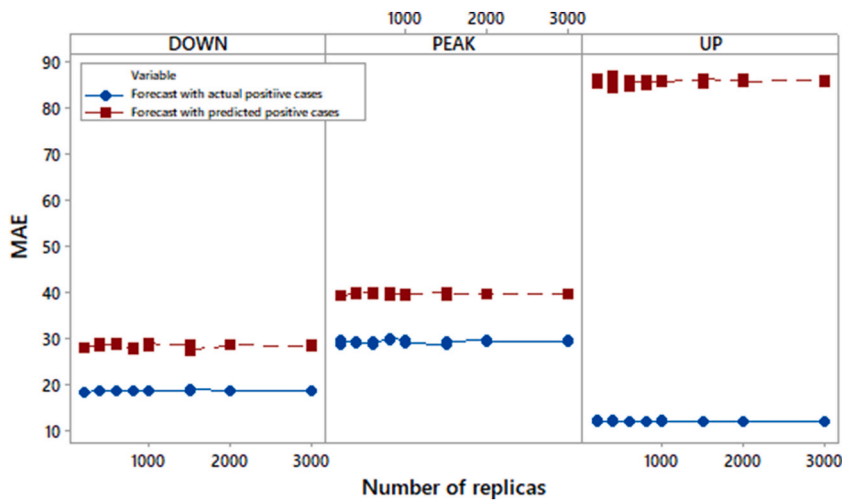 1000 2000 3000
DOWN PEAK UP
90
80
70
60
50
40
30
20
10
MAE
Variable
Forecast with actual positiive cases
Forecast with predicted positive cases
1000 2000 3000 1000 2000 3000
Number of replicas